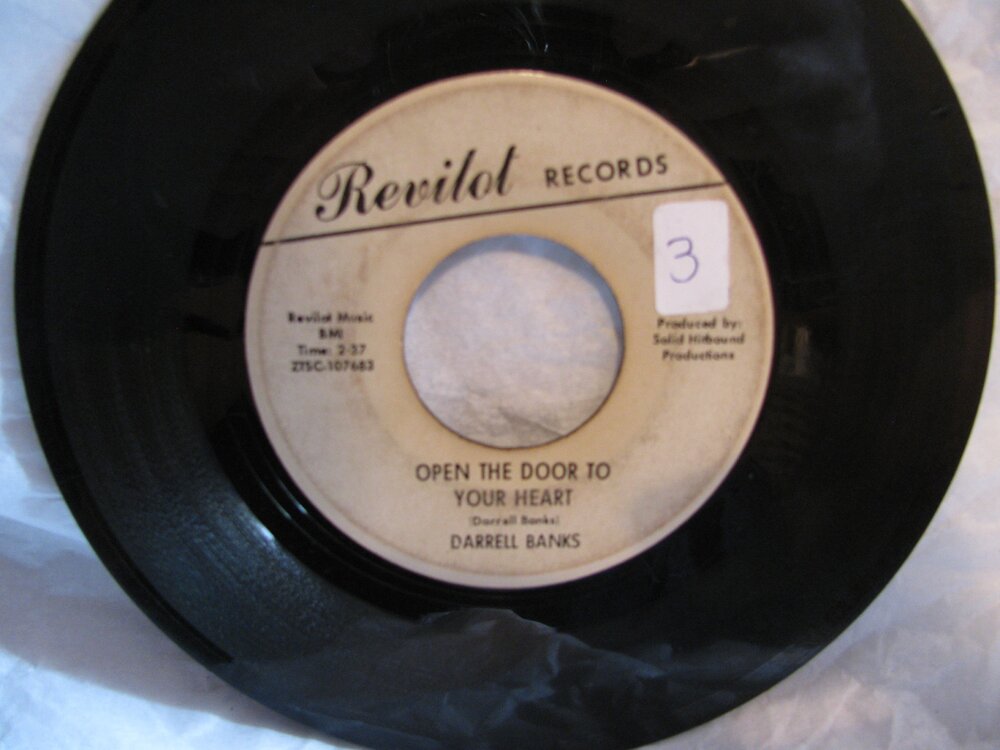 Revilot RECORDS
3
Revilot Music
BMI
Time: 2-37
ZTSC-107683
Produced by:
Solid Hitbound
Productions
OPEN THE DOOR TO
YOUR HEART
(Darrell Banks)
DARRELL BANKS